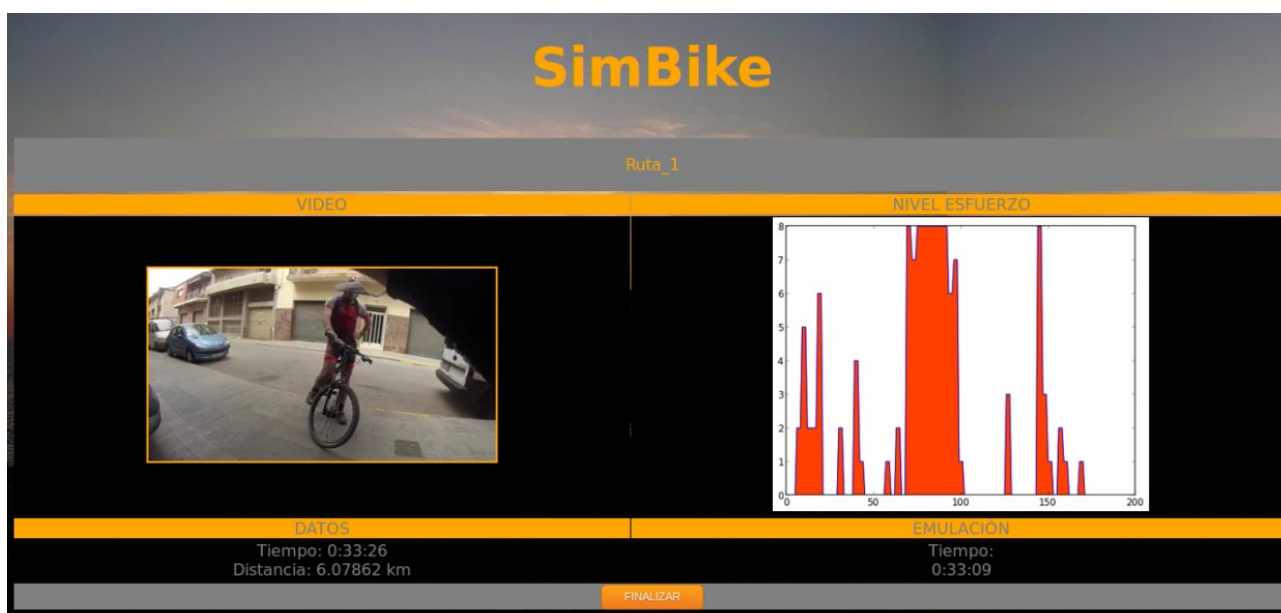 SimBike
Ruta_1
VIDEO
NIVEL ESFUERZO
8
7
6
5
4
3
2
1
0
0 50 100 150 200
DATOS
EMULACIÓN
Tiempo: 0:33:26
Distancia: 6.07862 km
Tiempo:
0:33:09
FINALIZAR